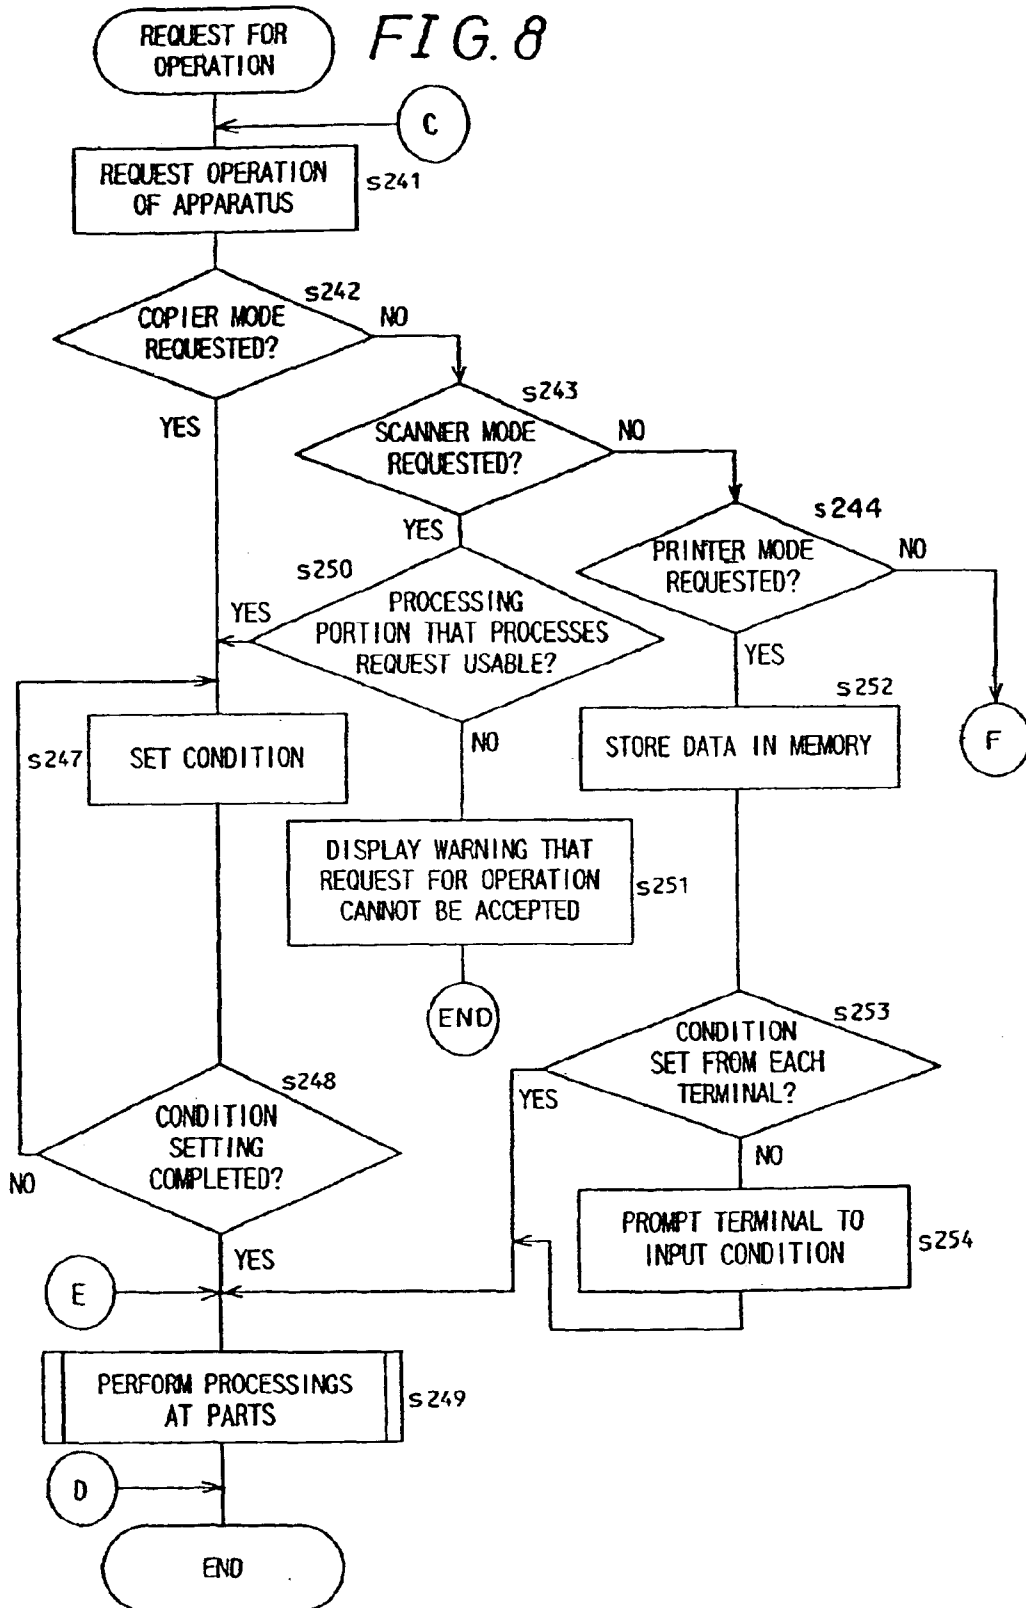 FIG. 8
REQUEST FOR
OPERATION
C
REQUEST OPERATION
OF APPARATUS
s241
s242
COPIER MODE
REQUESTED?
NO
YES
s243
SCANNER MODE
REQUESTED?
NO
YES
s244
PRINTER MODE
REQUESTED?
NO
YES
F
s250
PROCESSING
PORTION THAT PROCESSES
REQUEST USABLE?
YES
NO
s252
STORE DATA IN MEMORY
s247
SET CONDITION
DISPLAY WARNING THAT
REQUEST FOR OPERATION
CANNOT BE ACCEPTED
s251
END
s253
CONDITION
SET FROM EACH
TERMINAL?
YES
NO
s248
CONDITION
SETTING
COMPLETED?
NO
YES
PROMPT TERMINAL TO
INPUT CONDITION
s254
E
PERFORM PROCESSINGS
AT PARTS
s249
D
END